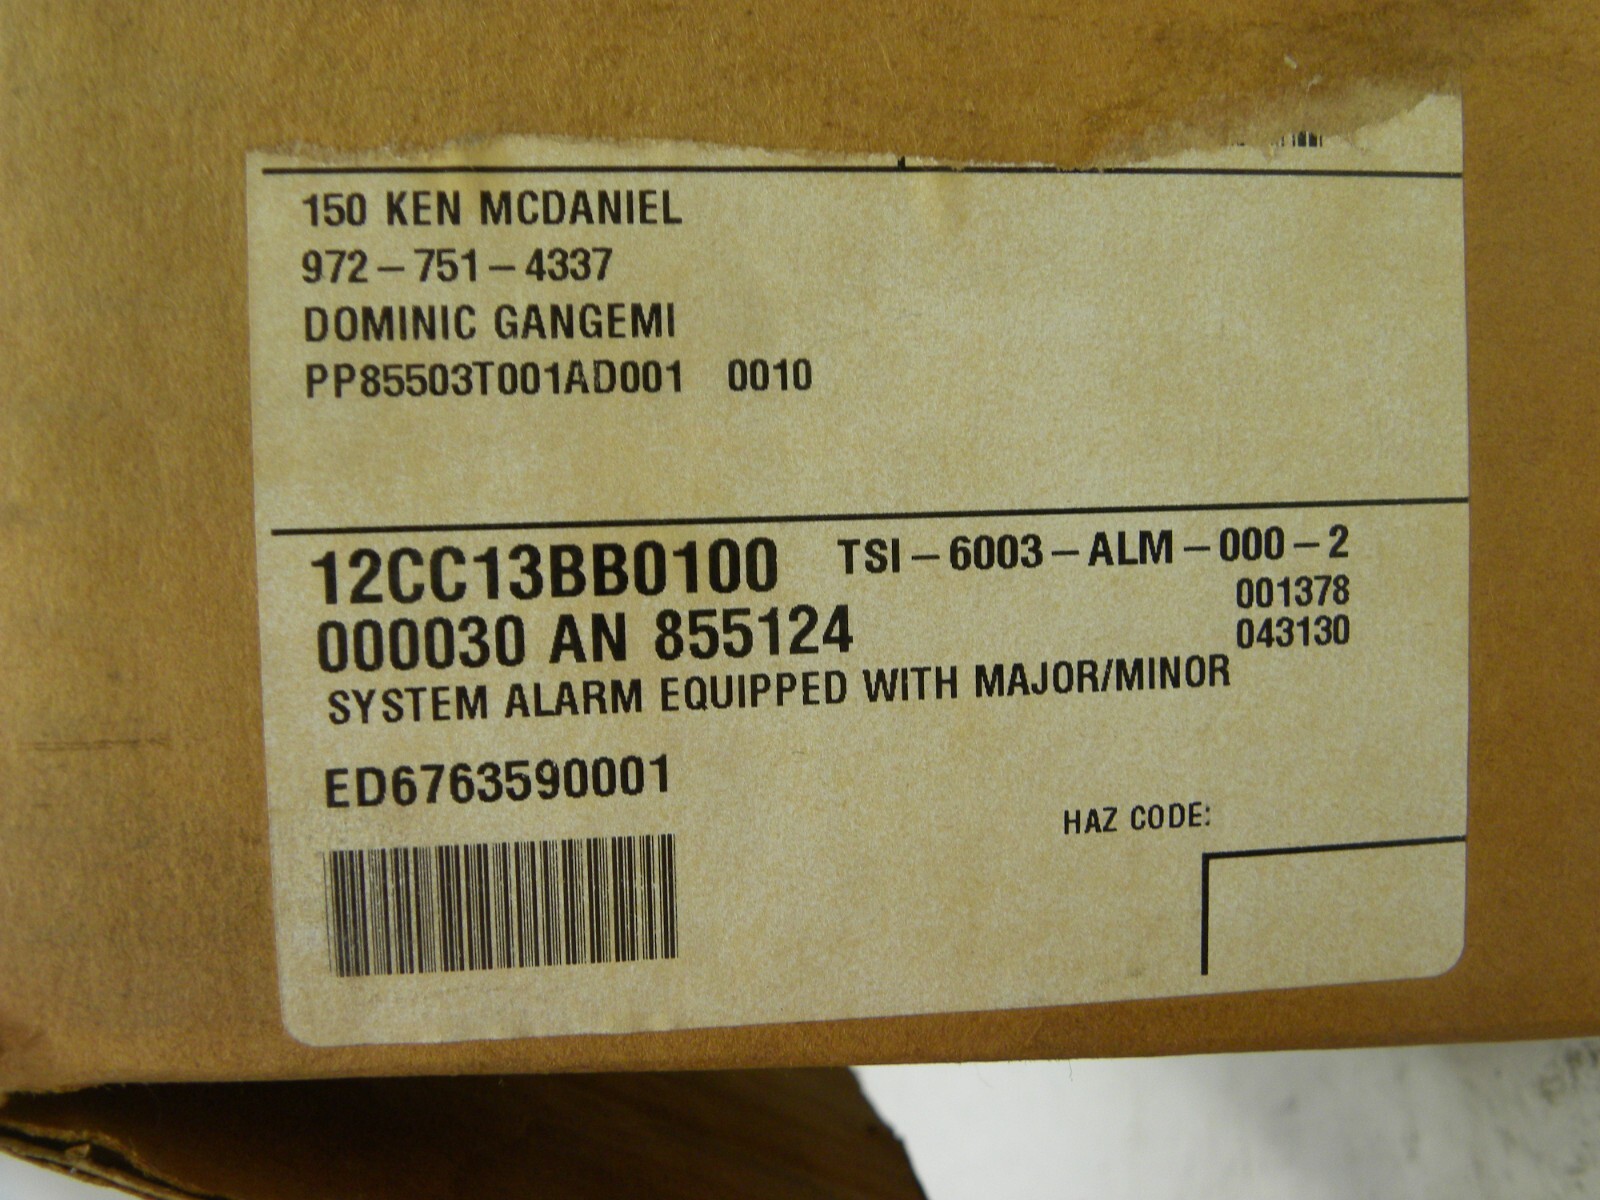 150 KEN MCDANIEL
972-751-4337
DOMINIC GANGEMI
PP85503T001AD001 0010
12CC13BB0100 TSI-6003-ALM-000-2
001378
000030 AN 855124 043130
SYSTEM ALARM EQUIPPED WITH MAJOR/MINOR
ED6763590001
HAZ CODE: